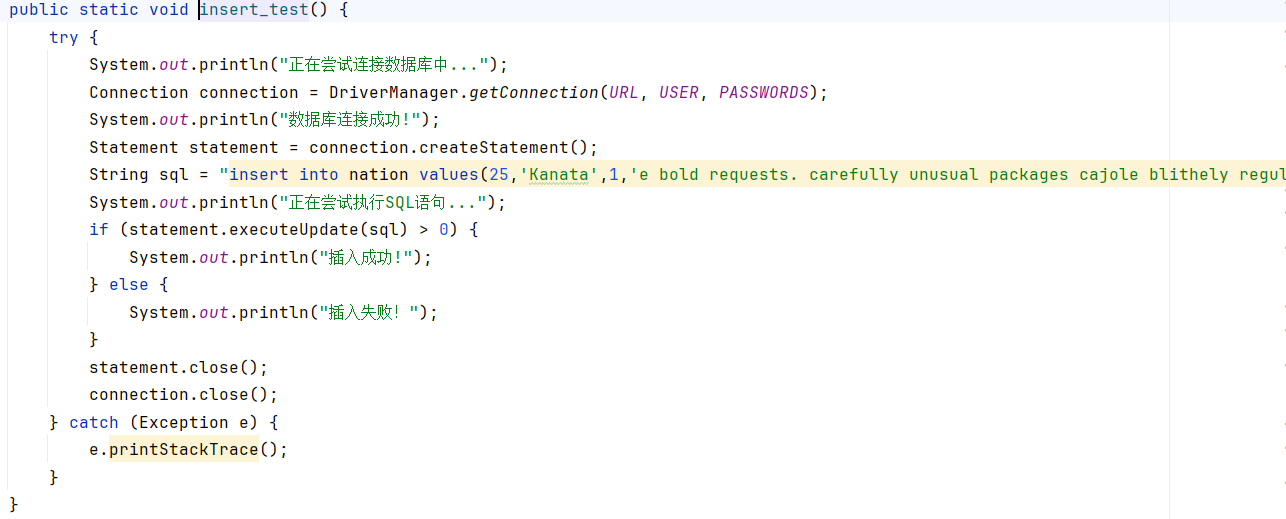 public static void insert_test() {
    try {
        System.out.println("正在尝试连接数据库中...");
        Connection connection = DriverManager.getConnection(URL, USER, PASSWORDS);
        System.out.println("数据库连接成功!");
        Statement statement = connection.createStatement();
        String sql = "insert into nation values(25,'Kanata',1,'e bold requests. carefully unusual packages cajole blithely regul
        System.out.println("正在尝试执行SQL语句...");
        if (statement.executeUpdate(sql) > 0) {
            System.out.println("插入成功!");
        } else {
            System.out.println("插入失败！");
        }
        statement.close();
        connection.close();
    } catch (Exception e) {
        e.printStackTrace();
    }
}